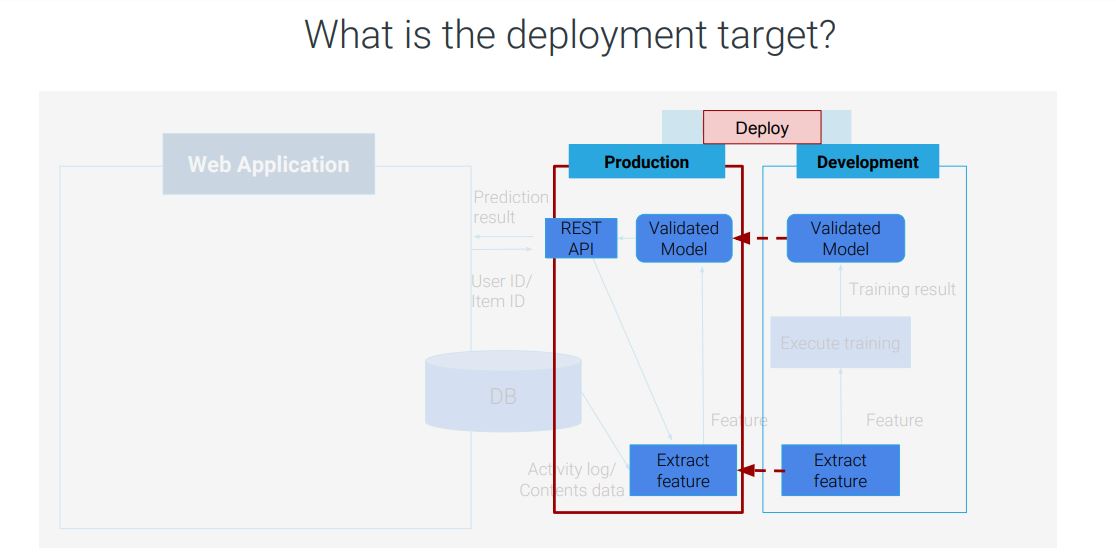 What is the deployment target?
Deploy
Web Application
Production
Development
Prediction
result
REST
API
Validated
Model
Validated
Model
User ID/
Item ID
Training result
Execute training
DB
Feature
Feature
Activity log/
Contents data
Extract
feature
Extract
feature